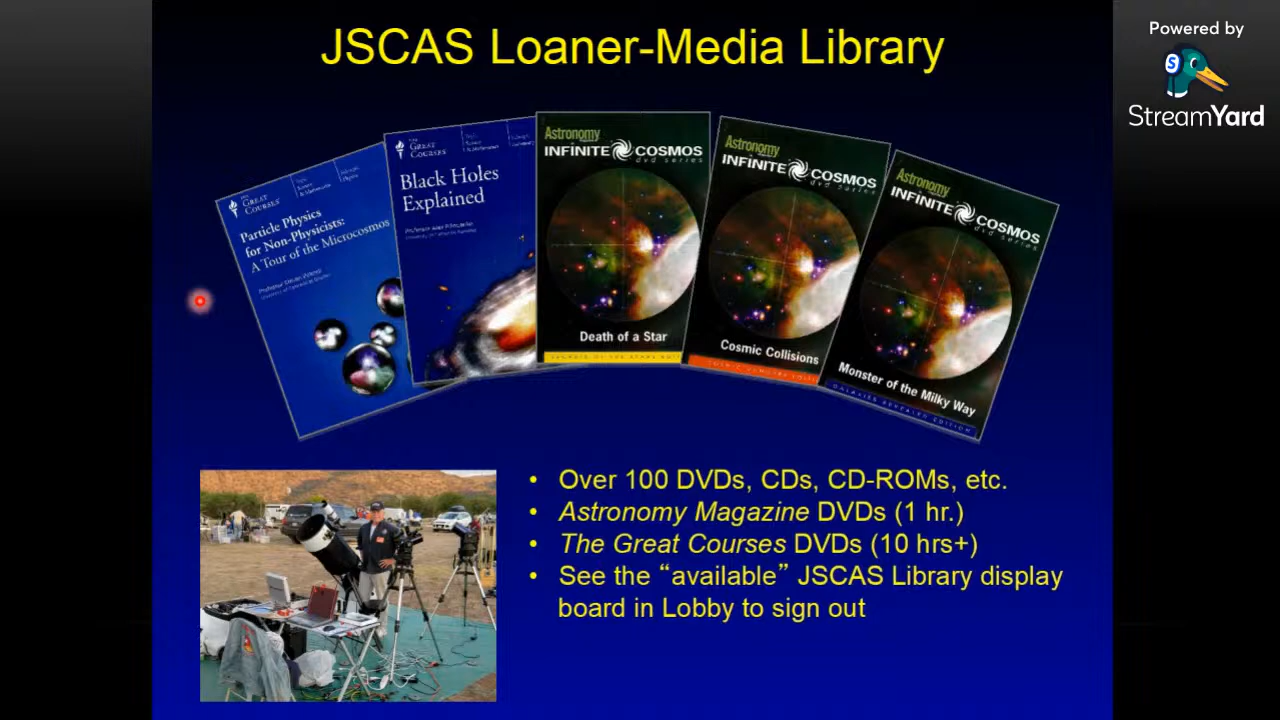 JSCAS Loaner-Media Library
Powered by
S
StreamYard
THE
GREAT
COURSES
Particle Physics
for Non-Physicists:
A Tour of the Microcosmos
THE
GREAT
COURSES
Black Holes
Explained
Astronomy
INFINITE COSMOS
dvd series
Death of a Star
Astronomy
INFINITE COSMOS
dvd series
Cosmic Collisions
Astronomy
INFINITE COSMOS
dvd series
Monster of the Milky Way
GALAXIES REVEALED EDITION
• Over 100 DVDs, CDs, CD-ROMs, etc.
• Astronomy Magazine DVDs (1 hr.)
• The Great Courses DVDs (10 hrs+)
• See the “available” JSCAS Library display
board in Lobby to sign out